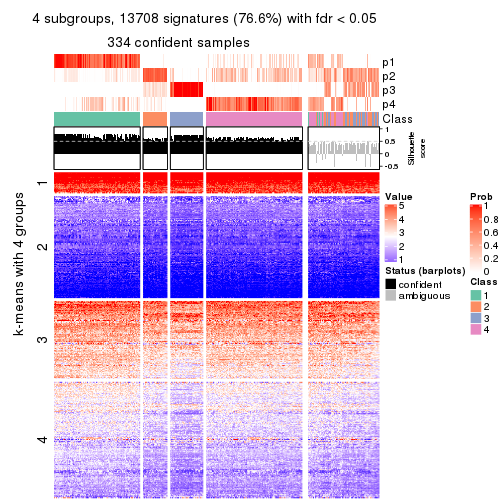 4 subgroups, 13708 signatures (76.6%) with fdr < 0.05
334 confident samples
p1
p2
p3
p4
Class
1
0.5
0
-0.5
Silhouette
score
k-means with 4 groups
1
2
3
4
Value
5
4
3
2
1
Status (barplots)
confident
ambiguous
Prob
1
0.8
0.6
0.4
0.2
0
Class
1
2
3
4